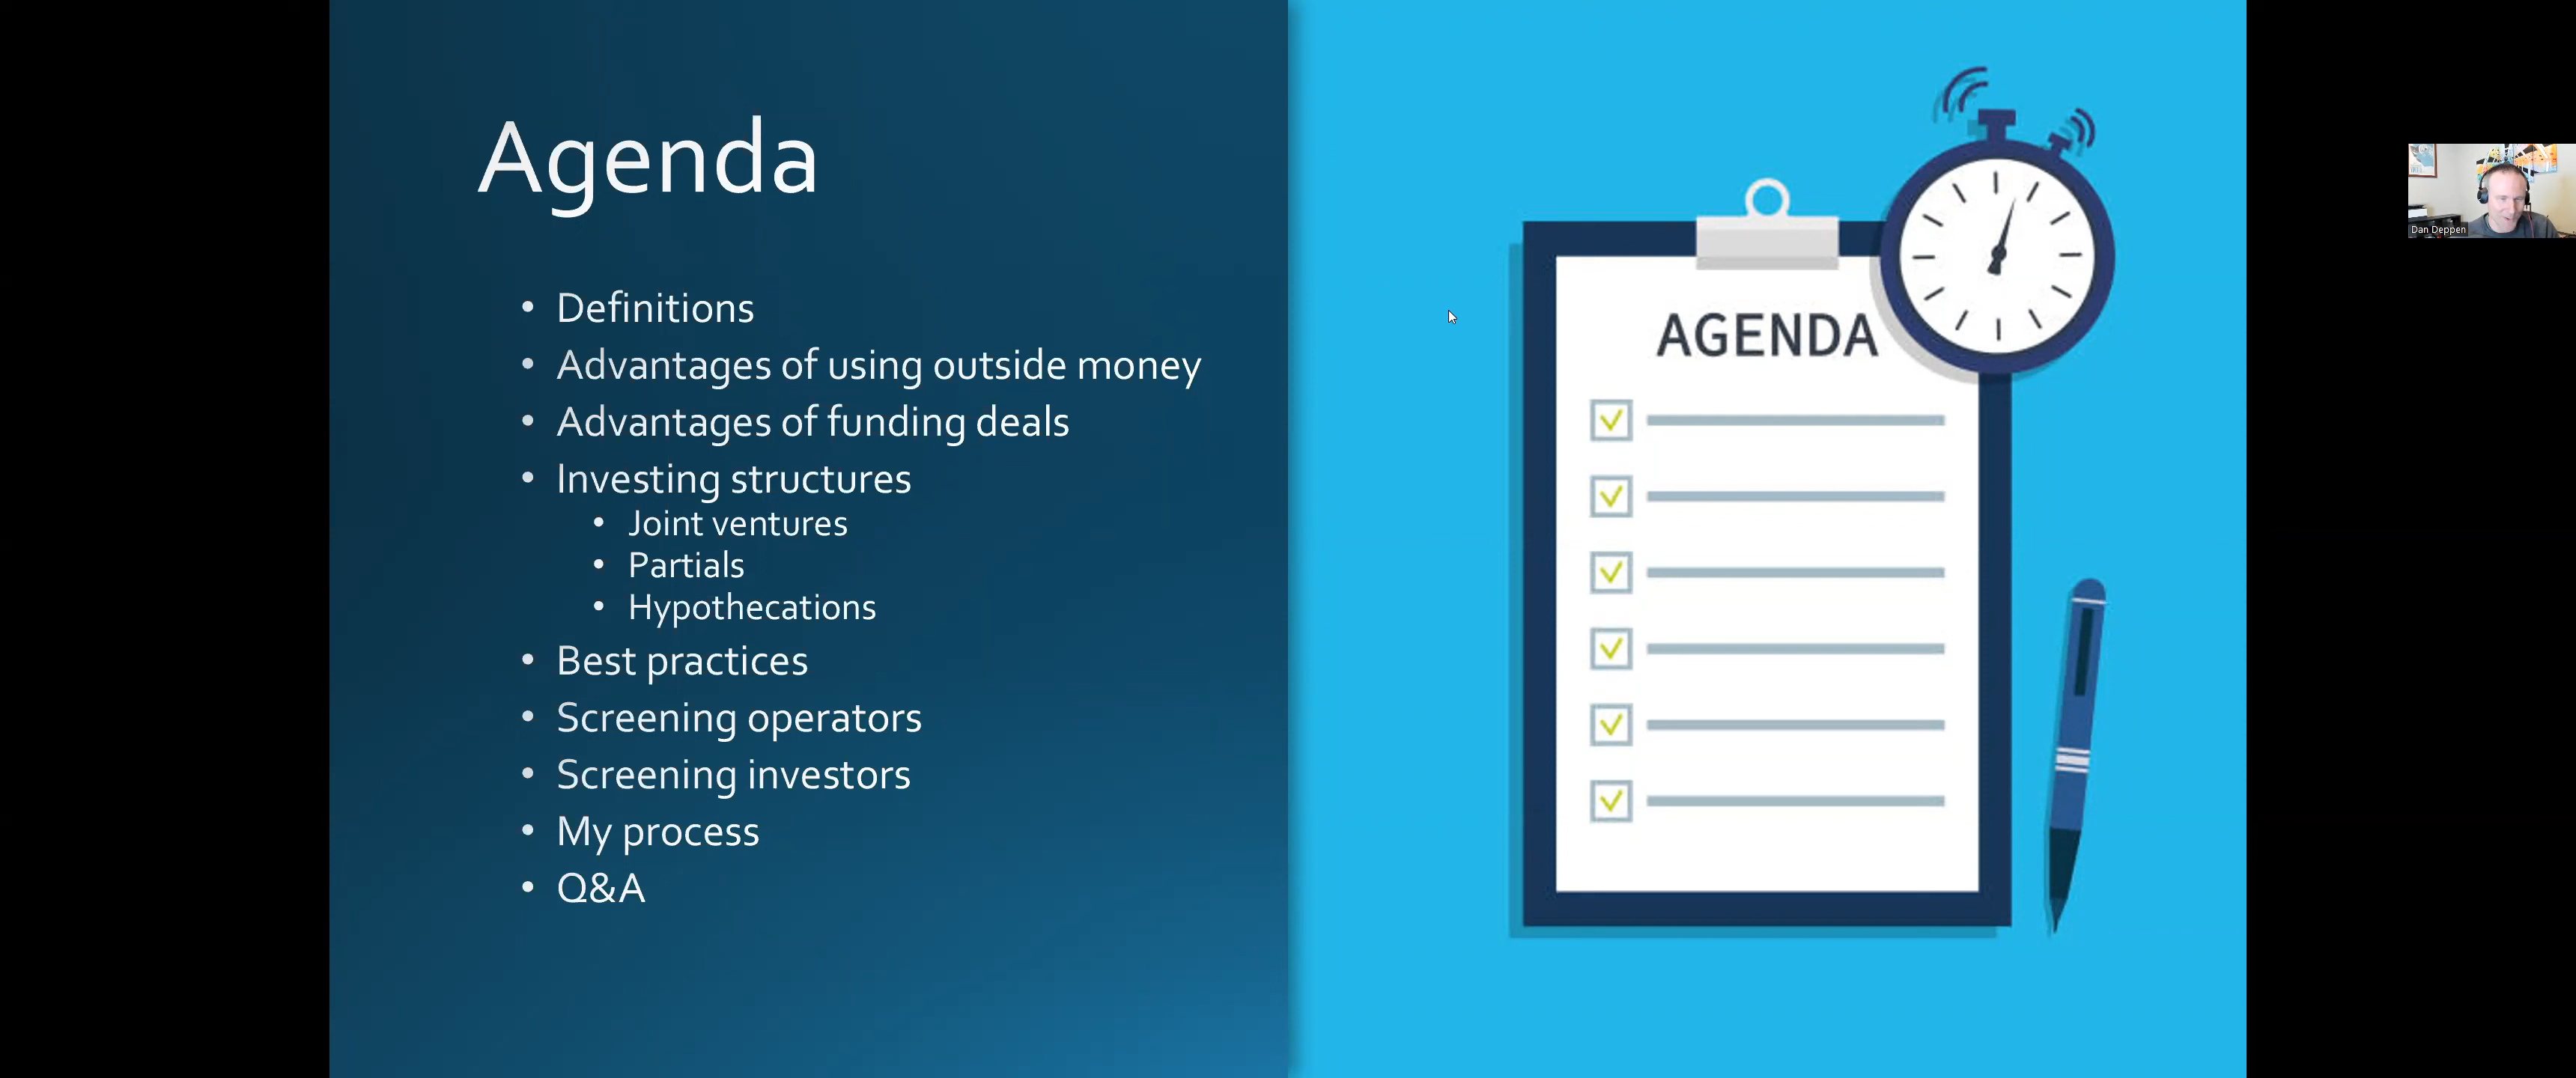 Agenda
• Definitions
• Advantages of using outside money
• Advantages of funding deals
• Investing structures
• Joint ventures
• Partials
• Hypothecations
• Best practices
• Screening operators
• Screening investors
• My process
• Q&A
AGENDA
Dan Deppen